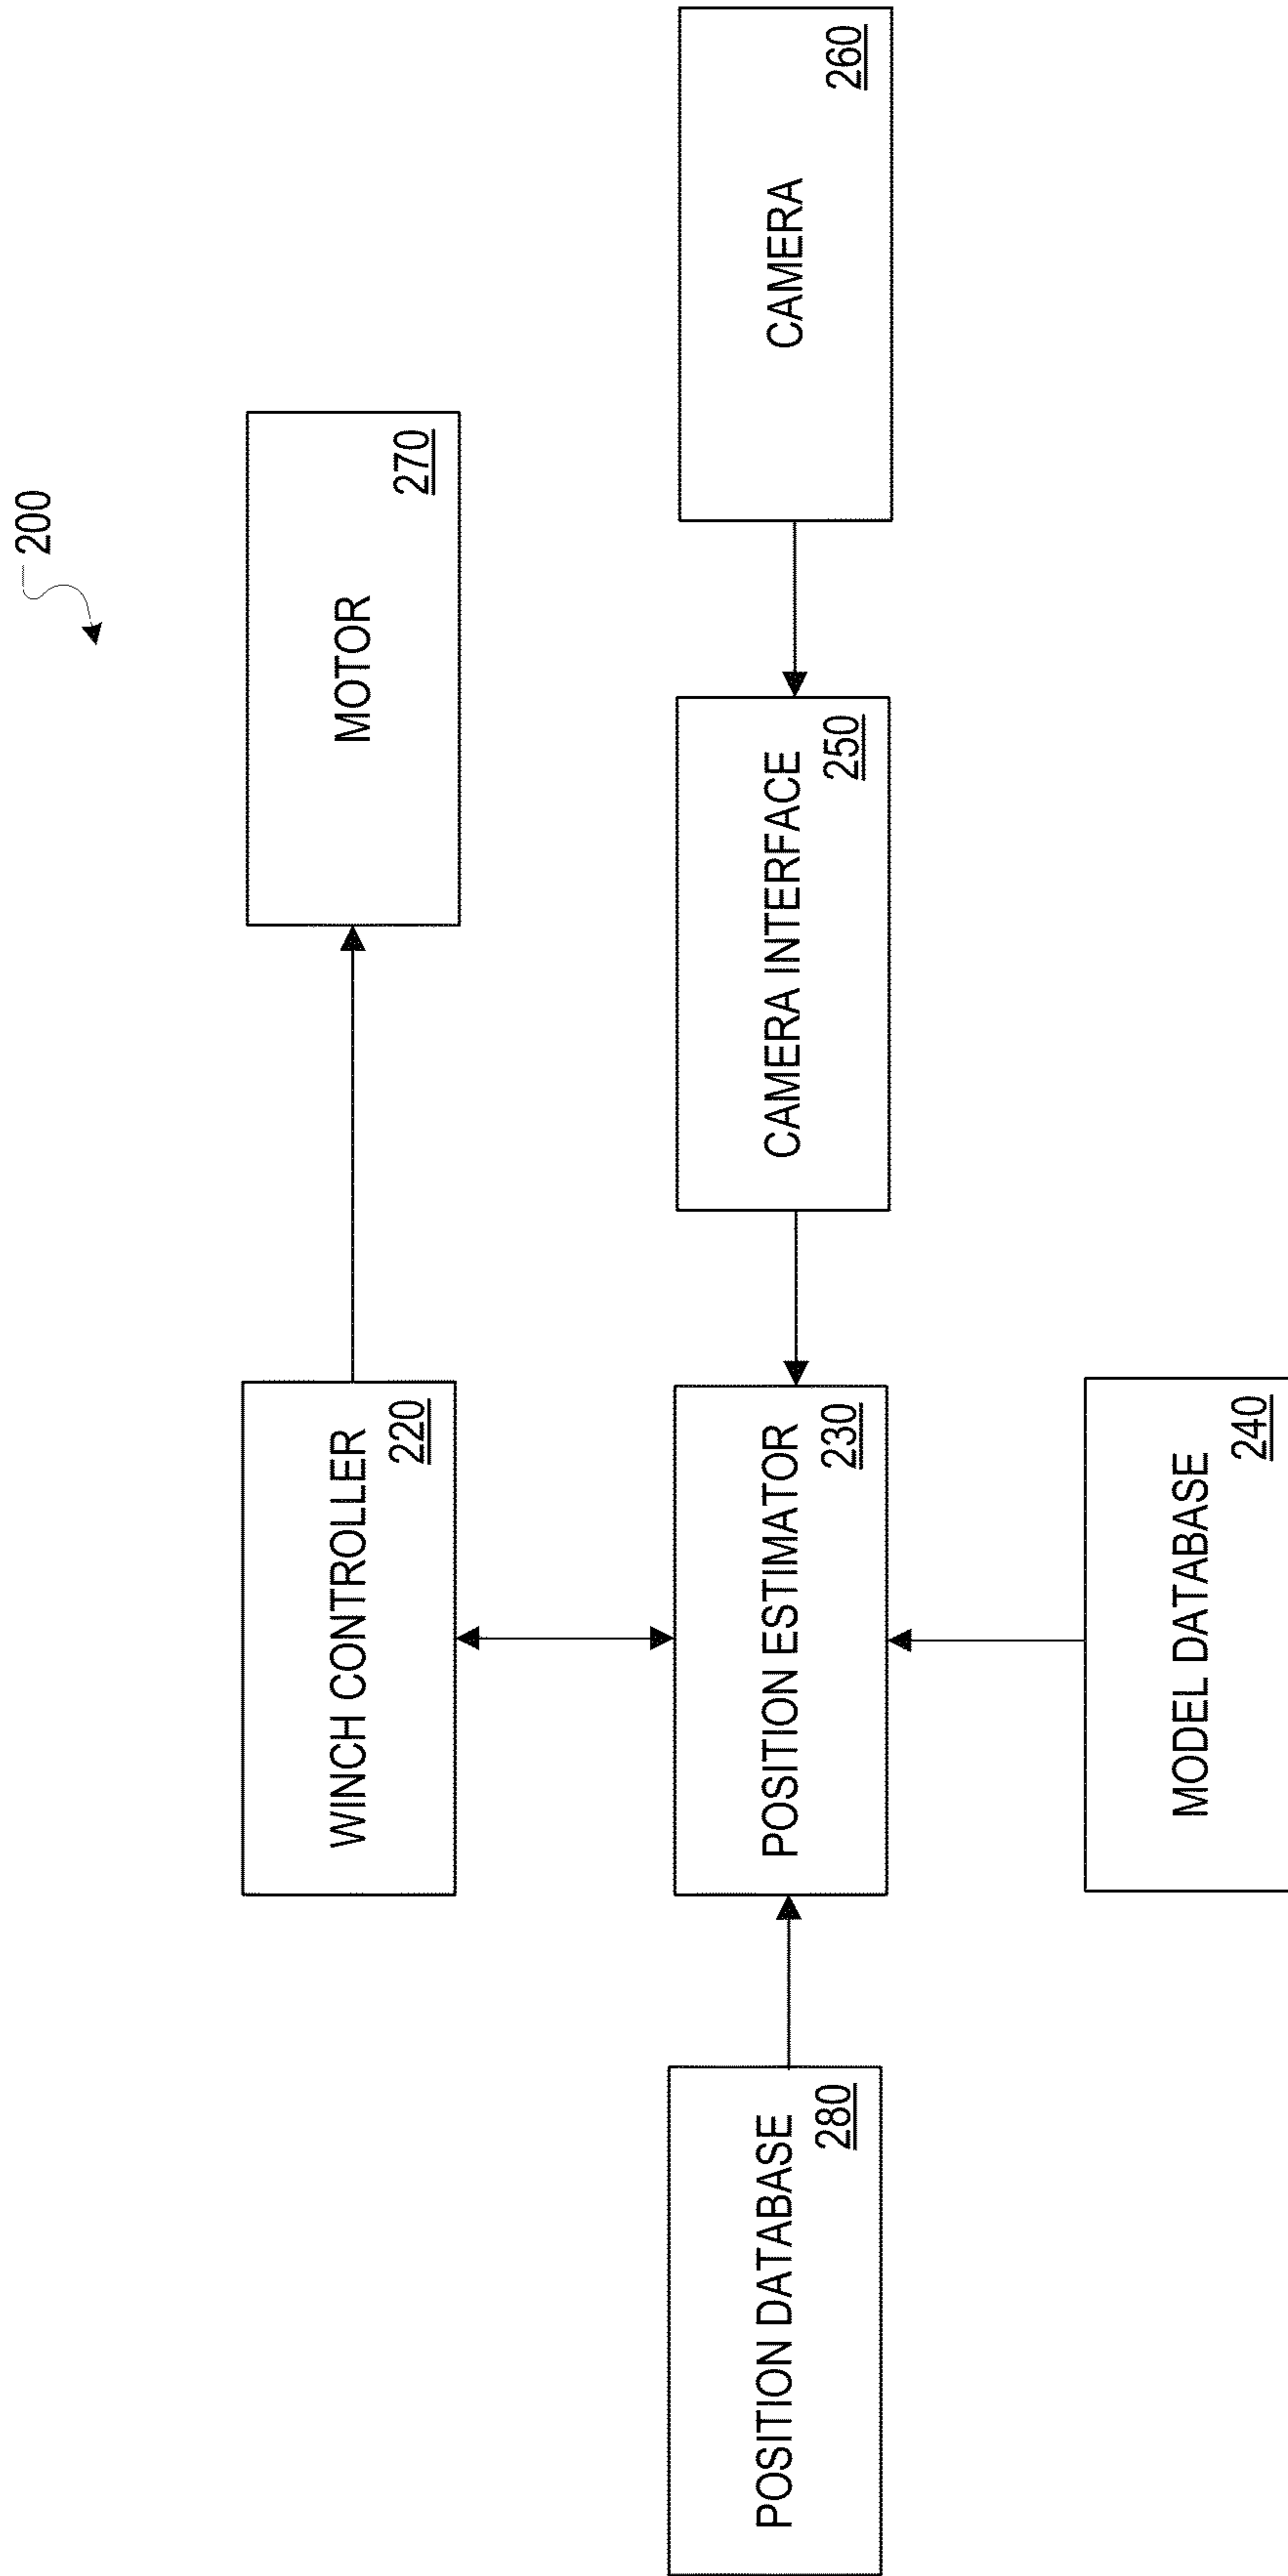 200
WINCH CONTROLLER
220
MOTOR
270
POSITION DATABASE
280
POSITION ESTIMATOR
230
CAMERA INTERFACE
250
CAMERA
260
MODEL DATABASE
240